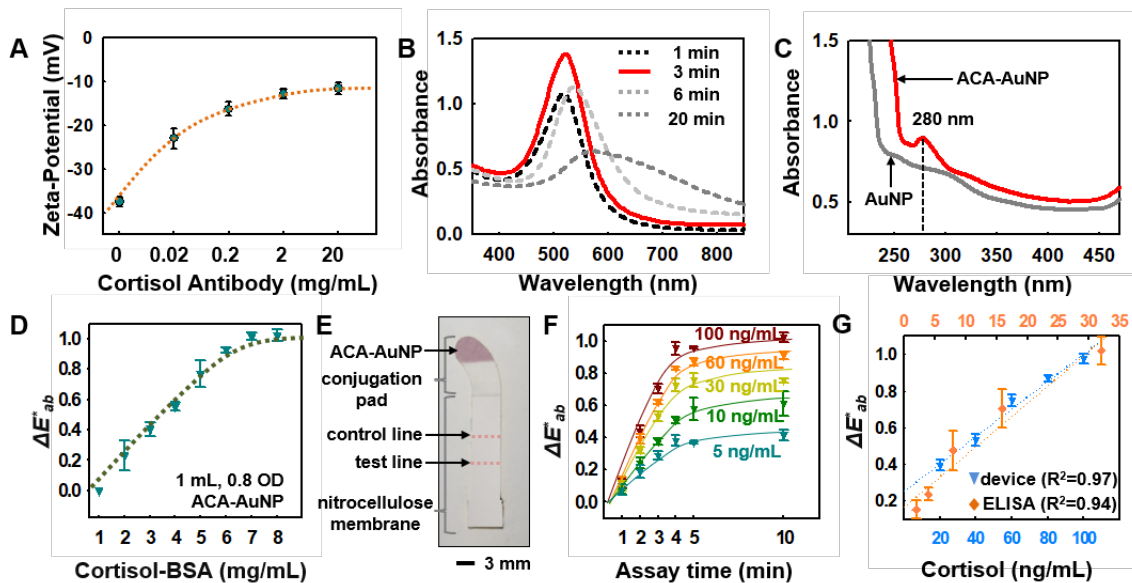 A
Zeta-Potential (mV)
0
-10
-20
-30
-40
0 0.02 0.2 2 20
Cortisol Antibody (mg/mL)
B
Absorbance
1.5
1.0
0.5
0.0
1 min
3 min
6 min
20 min
400 500 600 700 800
Wavelength (nm)
C
Absorbance
1.5
1.0
0.5
ACA-AuNP
280 nm
AuNP
250 300 350 400 450
Wavelength (nm)
D
ΔE*ab
1.0
0.8
0.6
0.4
0.2
0.0
1 mL, 0.8 OD
ACA-AuNP
1 2 3 4 5 6 7 8
Cortisol-BSA (mg/mL)
E
ACA-AuNP
conjugation
pad
control line
test line
nitrocellulose
membrane
3 mm
F
ΔE*ab
1.0
0.8
0.6
0.4
0.2
0.0
100 ng/mL
60 ng/mL
30 ng/mL
10 ng/mL
5 ng/mL
1 2 3 4 5 10
Assay time (min)
G
0 5 10 15 20 25 30 35
ΔE*ab
1.0
0.8
0.6
0.4
0.2
device (R²=0.97)
ELISA (R²=0.94)
20 40 60 80 100
Cortisol (ng/mL)